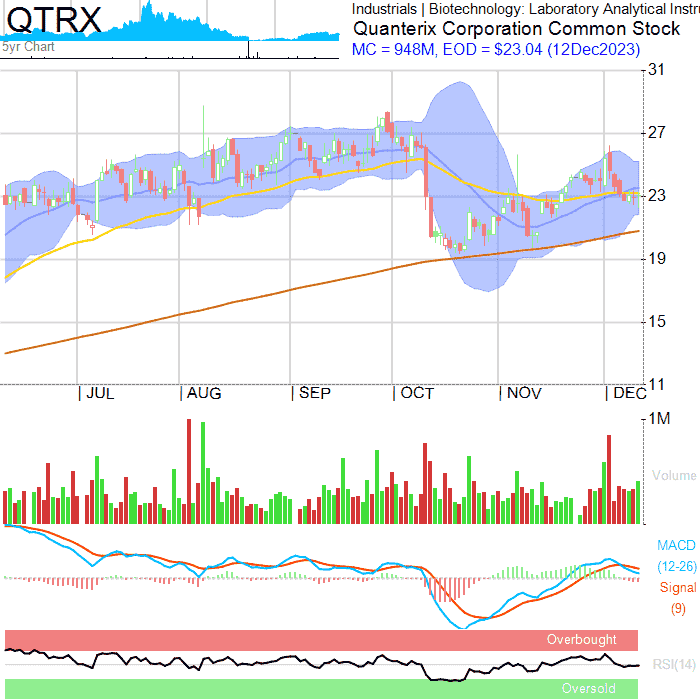 QTRX
5yr Chart
Industrials | Biotechnology: Laboratory Analytical Instru
Quanterix Corporation Common Stock
MC = 948M, EOD = $23.04 (12Dec2023)
31
27
23
19
15
11
| JUL | AUG | SEP | OCT | NOV | DEC
1M
Volume
MACD
(12-26)
Signal
(9)
Overbought
RSI(14)
Oversold